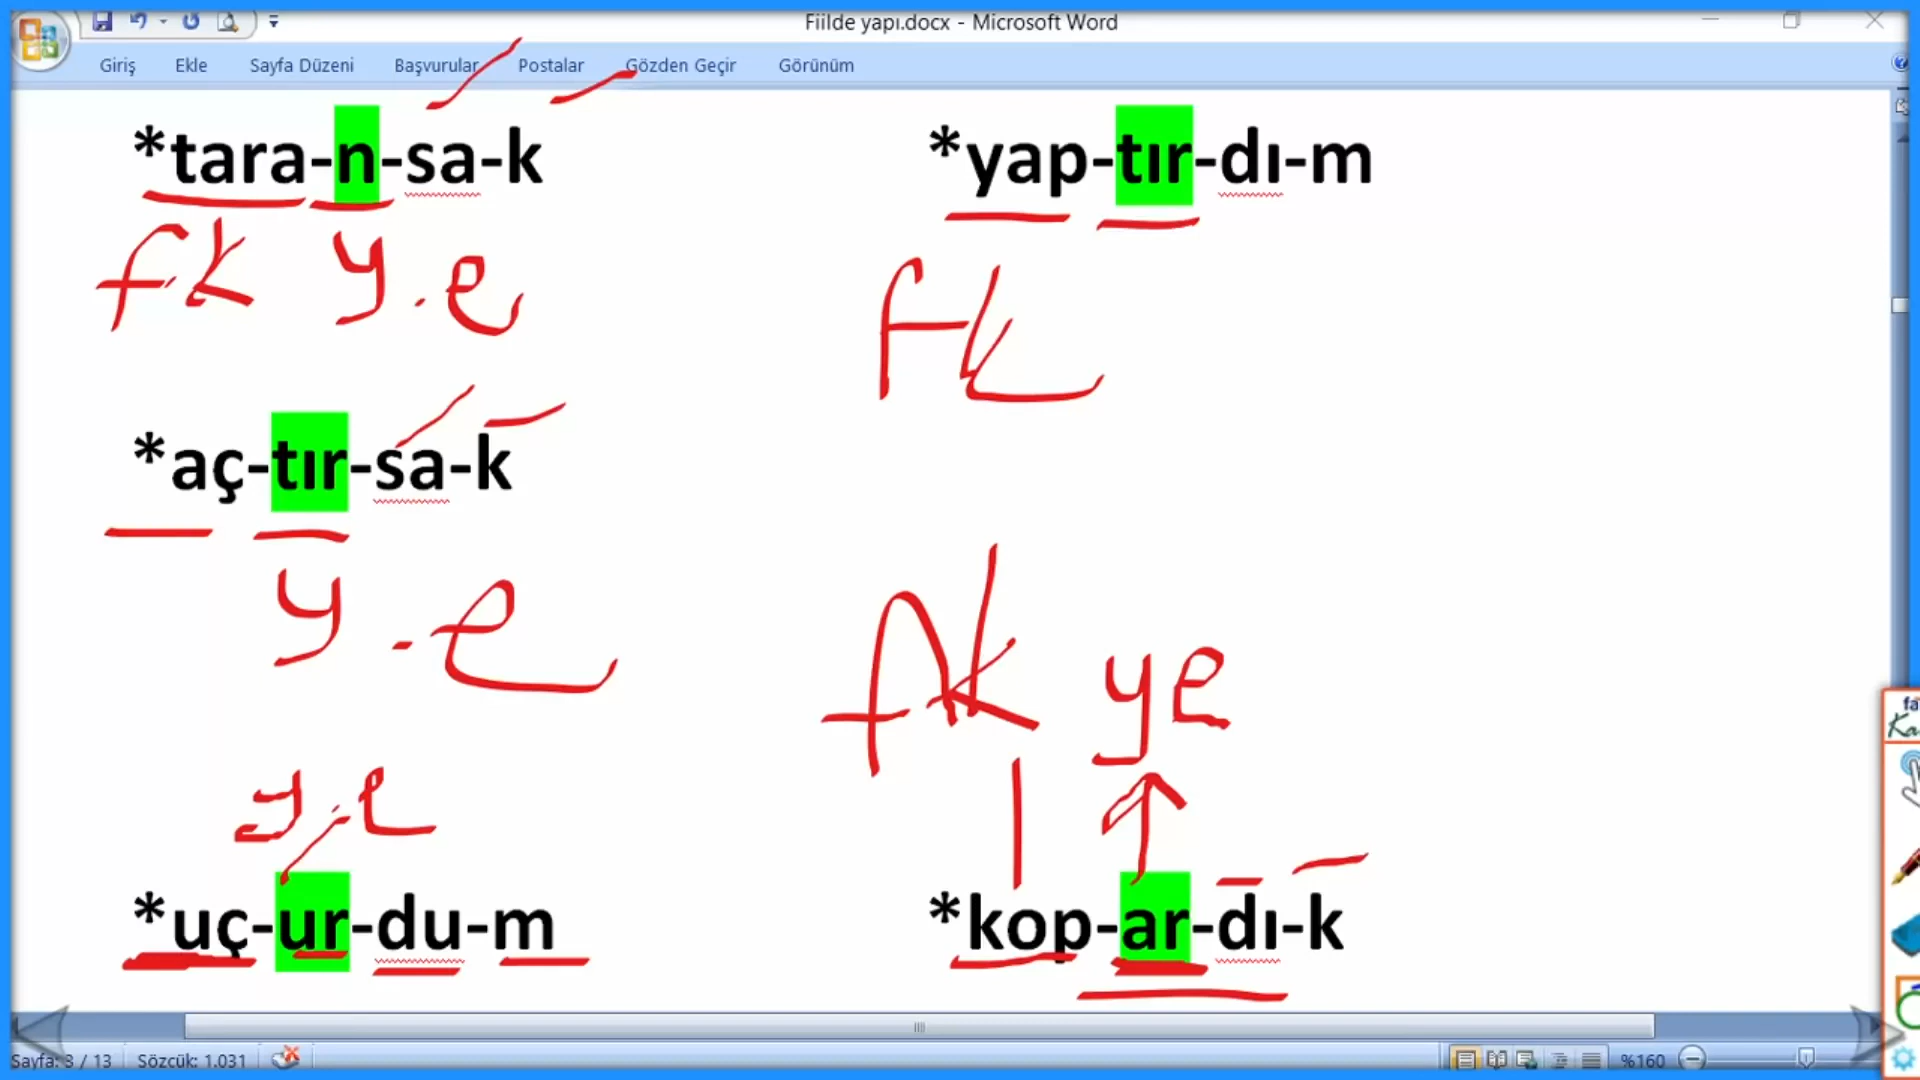 Fiilde yapı.docx - Microsoft Word
Giriş Ekle Sayfa Düzeni Başvurular Postalar Gözden Geçir Görünüm
*tara-n-sa-k
*yap-tır-dı-m
f.k y.e
fk
*aç-tır-sa-k
y.e
fk ye
y.e
*uç-ur-du-m
*kop-ar-dı-k
Sayfa: 3 / 13 Sözcük: 1.031
%160